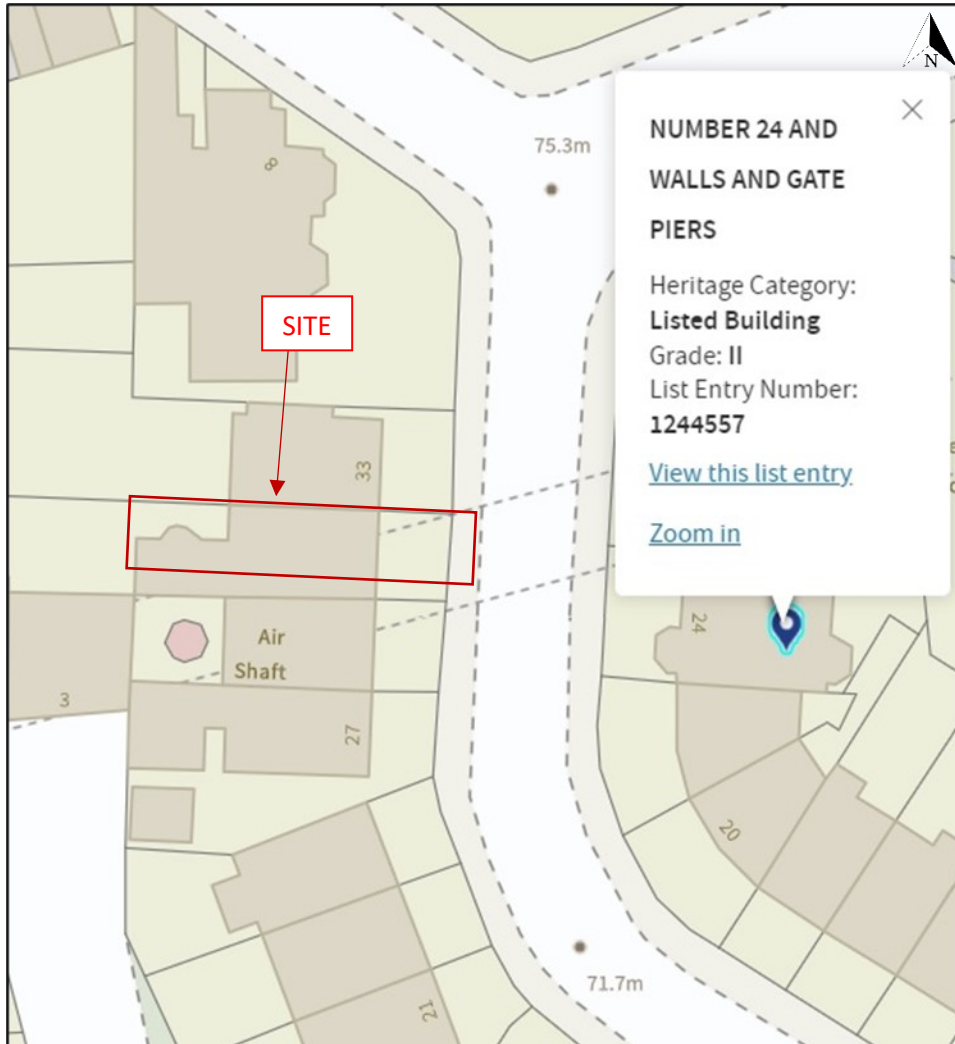 N
75.3m
NUMBER 24 AND
WALLS AND GATE
PIERS
Heritage Category:
Listed Building
Grade: II
List Entry Number:
1244557
View this list entry
Zoom in
8
SITE
33
24
Air
Shaft
3
27
20
71.7m
21